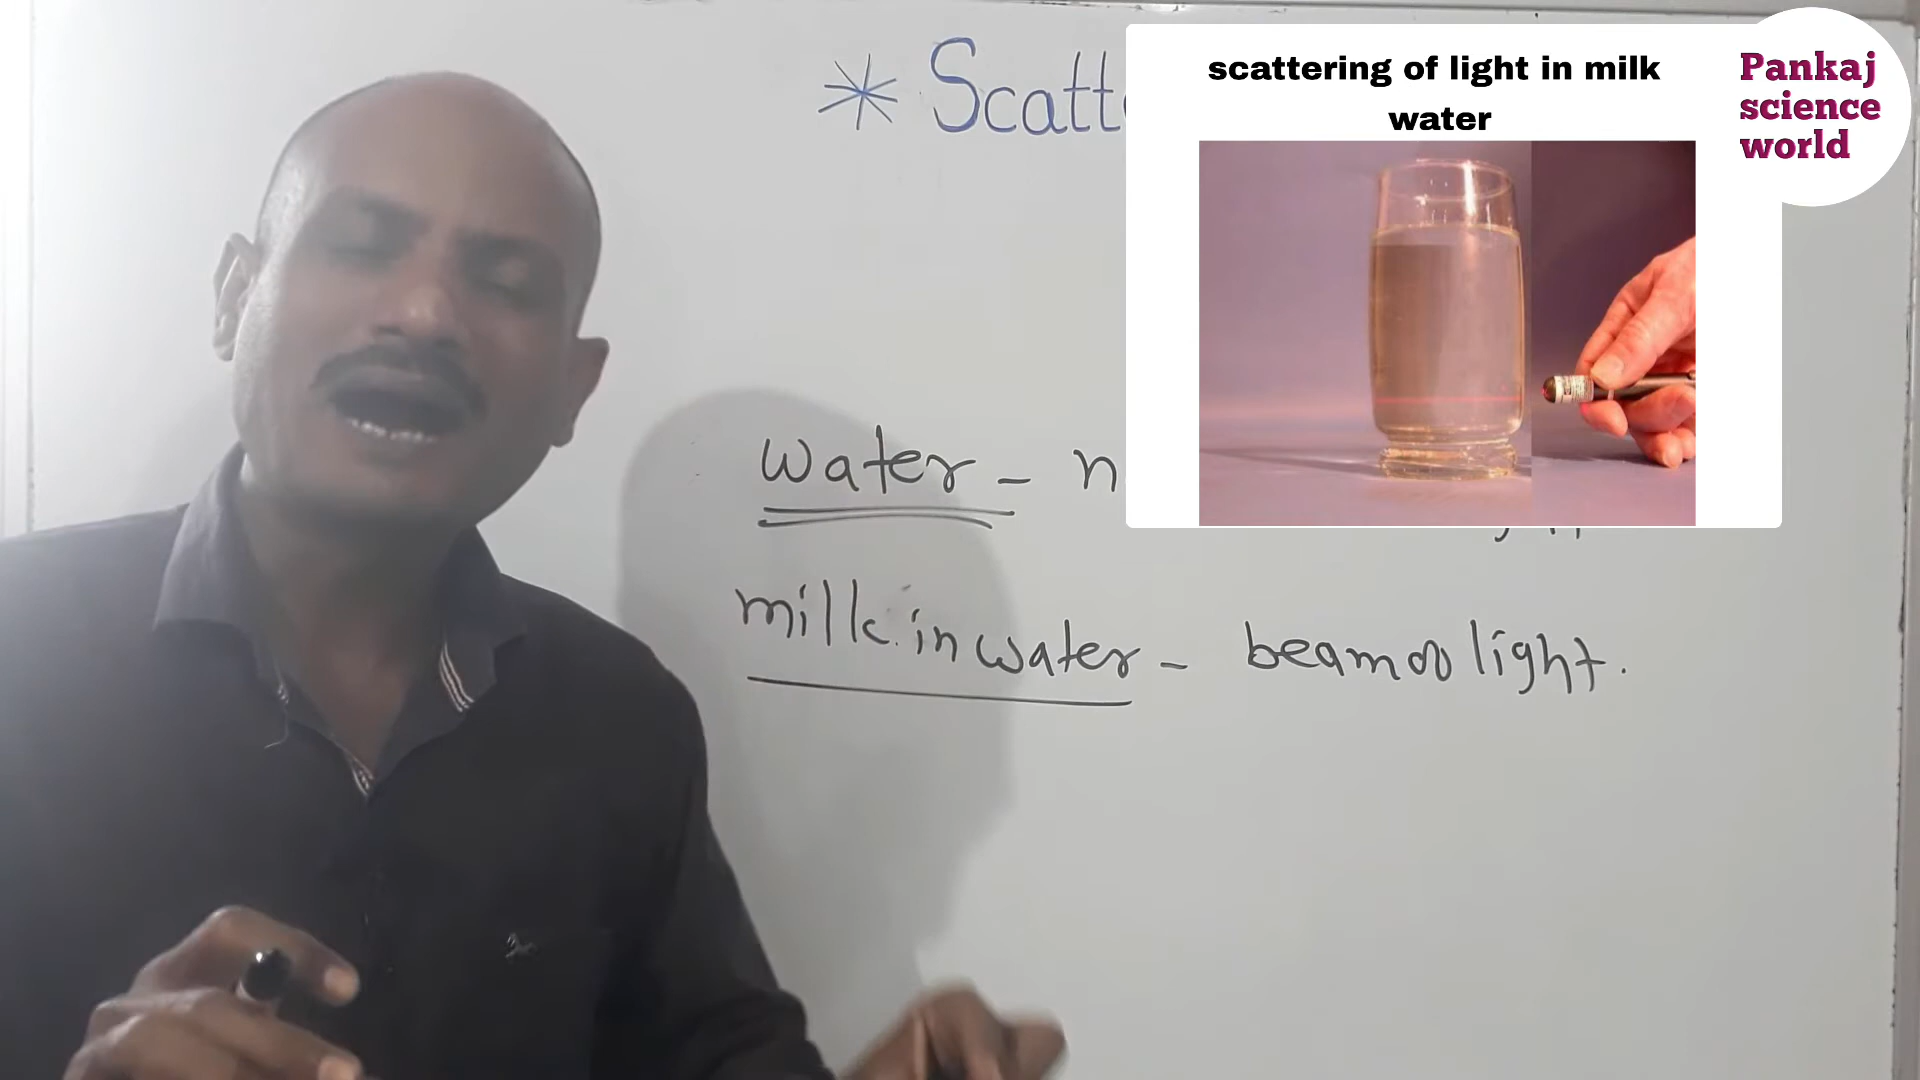 * Scatt
scattering of light in milk
water
Pankaj
science
world
water - n
milk in water - beam of light.